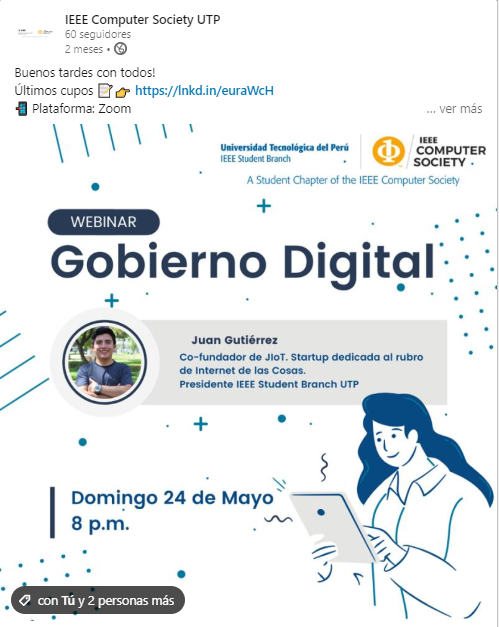 IEEE Computer Society UTP
60 seguidores
2 meses •
Buenos tardes con todos!
Últimos cupos 📝👉 https://lnkd.in/euraWcH
📲 Plataforma: Zoom
... ver más
Universidad Tecnológica del Perú
IEEE Student Branch
IEEE
COMPUTER
SOCIETY
A Student Chapter of the IEEE Computer Society
WEBINAR
Gobierno Digital
Juan Gutiérrez
Co-fundador de JIoT. Startup dedicada al rubro
de Internet de las Cosas.
Presidente IEEE Student Branch UTP
Domingo 24 de Mayo
8 p.m.
con Tú y 2 personas más